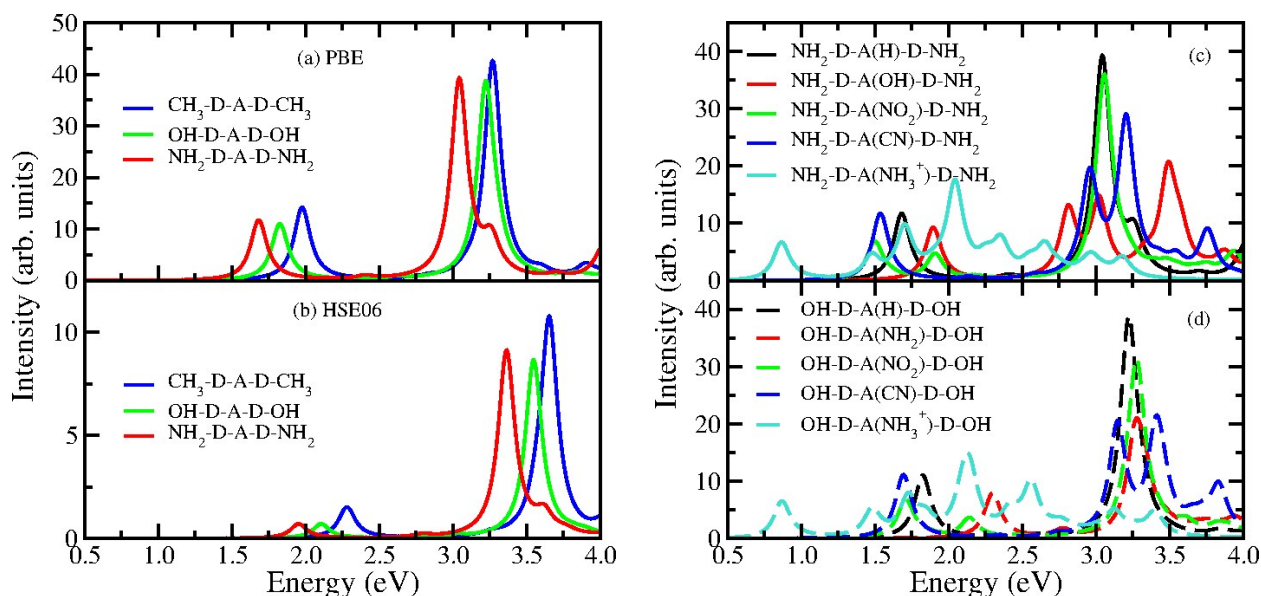 50
40
30
20
10
0
Intensity (arb. units)
(a) PBE
CH₃-D-A-D-CH₃
OH-D-A-D-OH
NH₂-D-A-D-NH₂
10
5
0
(b) HSE06
CH₃-D-A-D-CH₃
OH-D-A-D-OH
NH₂-D-A-D-NH₂
0.5 1.0 1.5 2.0 2.5 3.0 3.5 4.0
Energy (eV)
40
30
20
10
0
Intensity (arb. units)
(c)
NH₂-D-A(H)-D-NH₂
NH₂-D-A(OH)-D-NH₂
NH₂-D-A(NO₂)-D-NH₂
NH₂-D-A(CN)-D-NH₂
NH₂-D-A(NH₃⁺)-D-NH₂
40
30
20
10
0
(d)
OH-D-A(H)-D-OH
OH-D-A(NH₂)-D-OH
OH-D-A(NO₂)-D-OH
OH-D-A(CN)-D-OH
OH-D-A(NH₃⁺)-D-OH
0.5 1.0 1.5 2.0 2.5 3.0 3.5 4.0
Energy (eV)